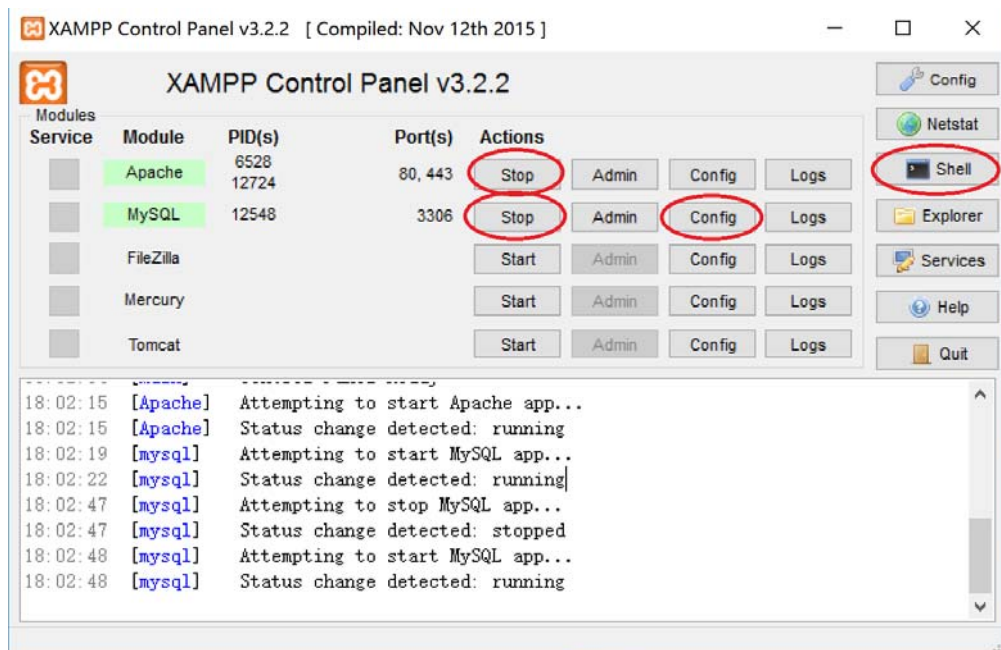 XAMPP Control Panel v3.2.2 [ Compiled: Nov 12th 2015 ]
XAMPP Control Panel v3.2.2
Config
Modules
Service Module PID(s) Port(s) Actions
Netstat
Apache 6528 12724 80, 443 Stop Admin Config Logs
Shell
MySQL 12548 3306 Stop Admin Config Logs
Explorer
FileZilla Start Admin Config Logs
Services
Mercury Start Admin Config Logs
Help
Tomcat Start Admin Config Logs
Quit
18:02:15 [Apache] Attempting to start Apache app...
18:02:15 [Apache] Status change detected: running
18:02:19 [mysql] Attempting to start MySQL app...
18:02:22 [mysql] Status change detected: running
18:02:47 [mysql] Attempting to stop MySQL app...
18:02:47 [mysql] Status change detected: stopped
18:02:48 [mysql] Attempting to start MySQL app...
18:02:48 [mysql] Status change detected: running